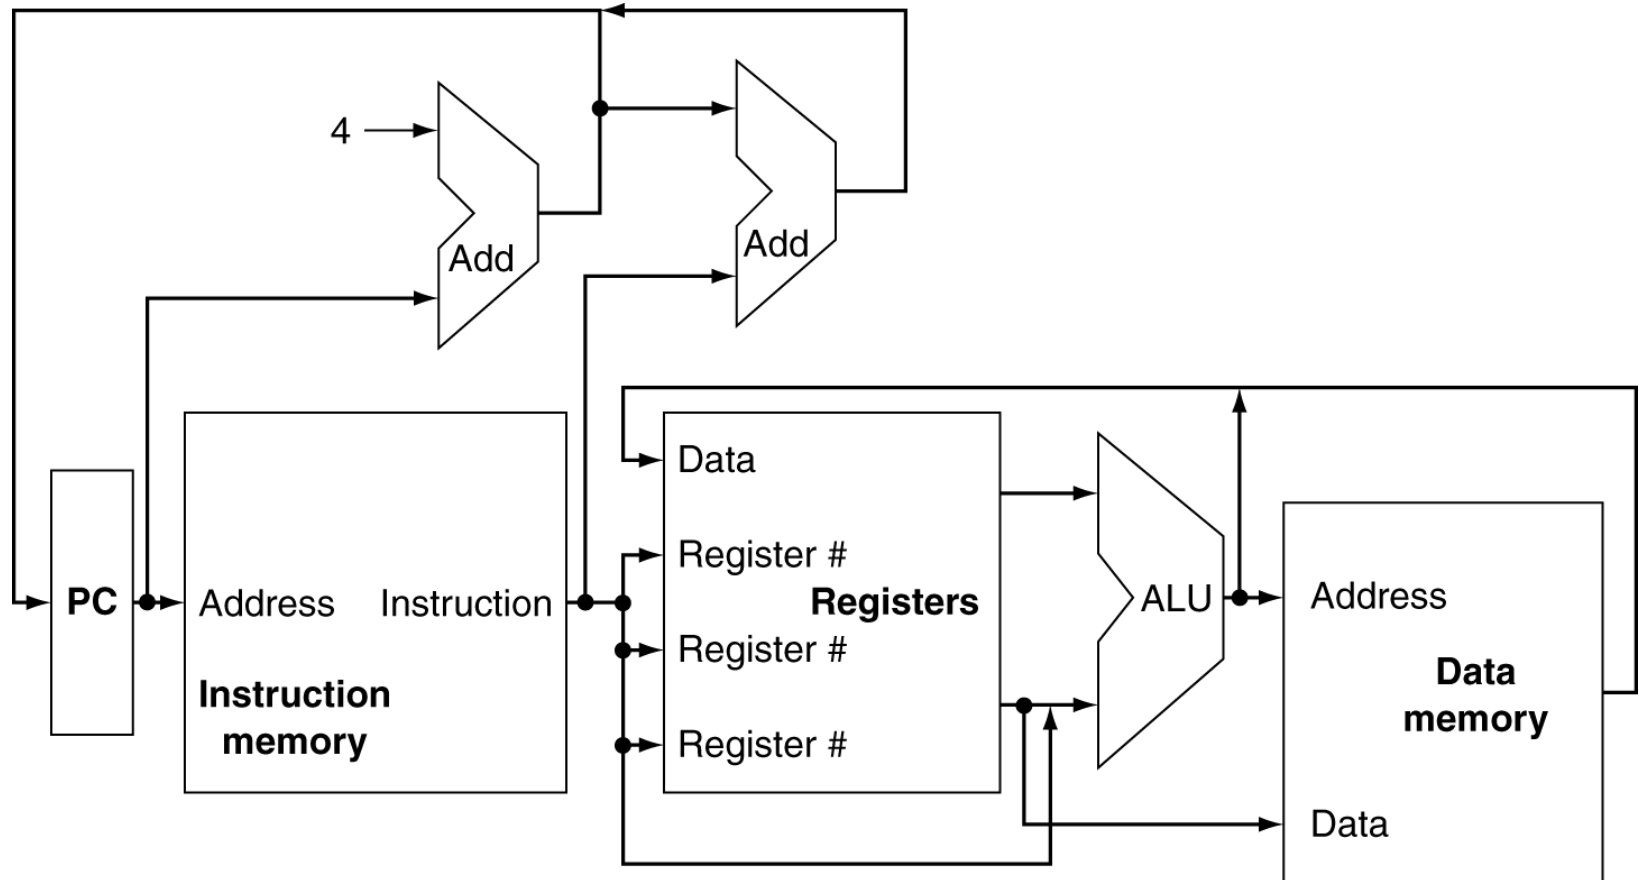 4
Add
Add
Data
Register #
PC
Address
Instruction
Registers
ALU
Address
Register #
Instruction
memory
Data
memory
Register #
Data